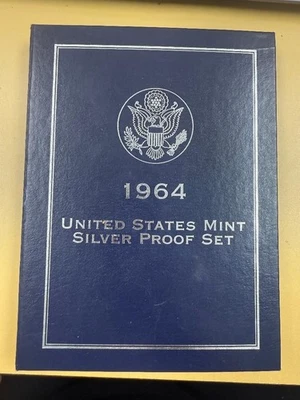 1964
UNITED STATES MINT
SILVER PROOF SET